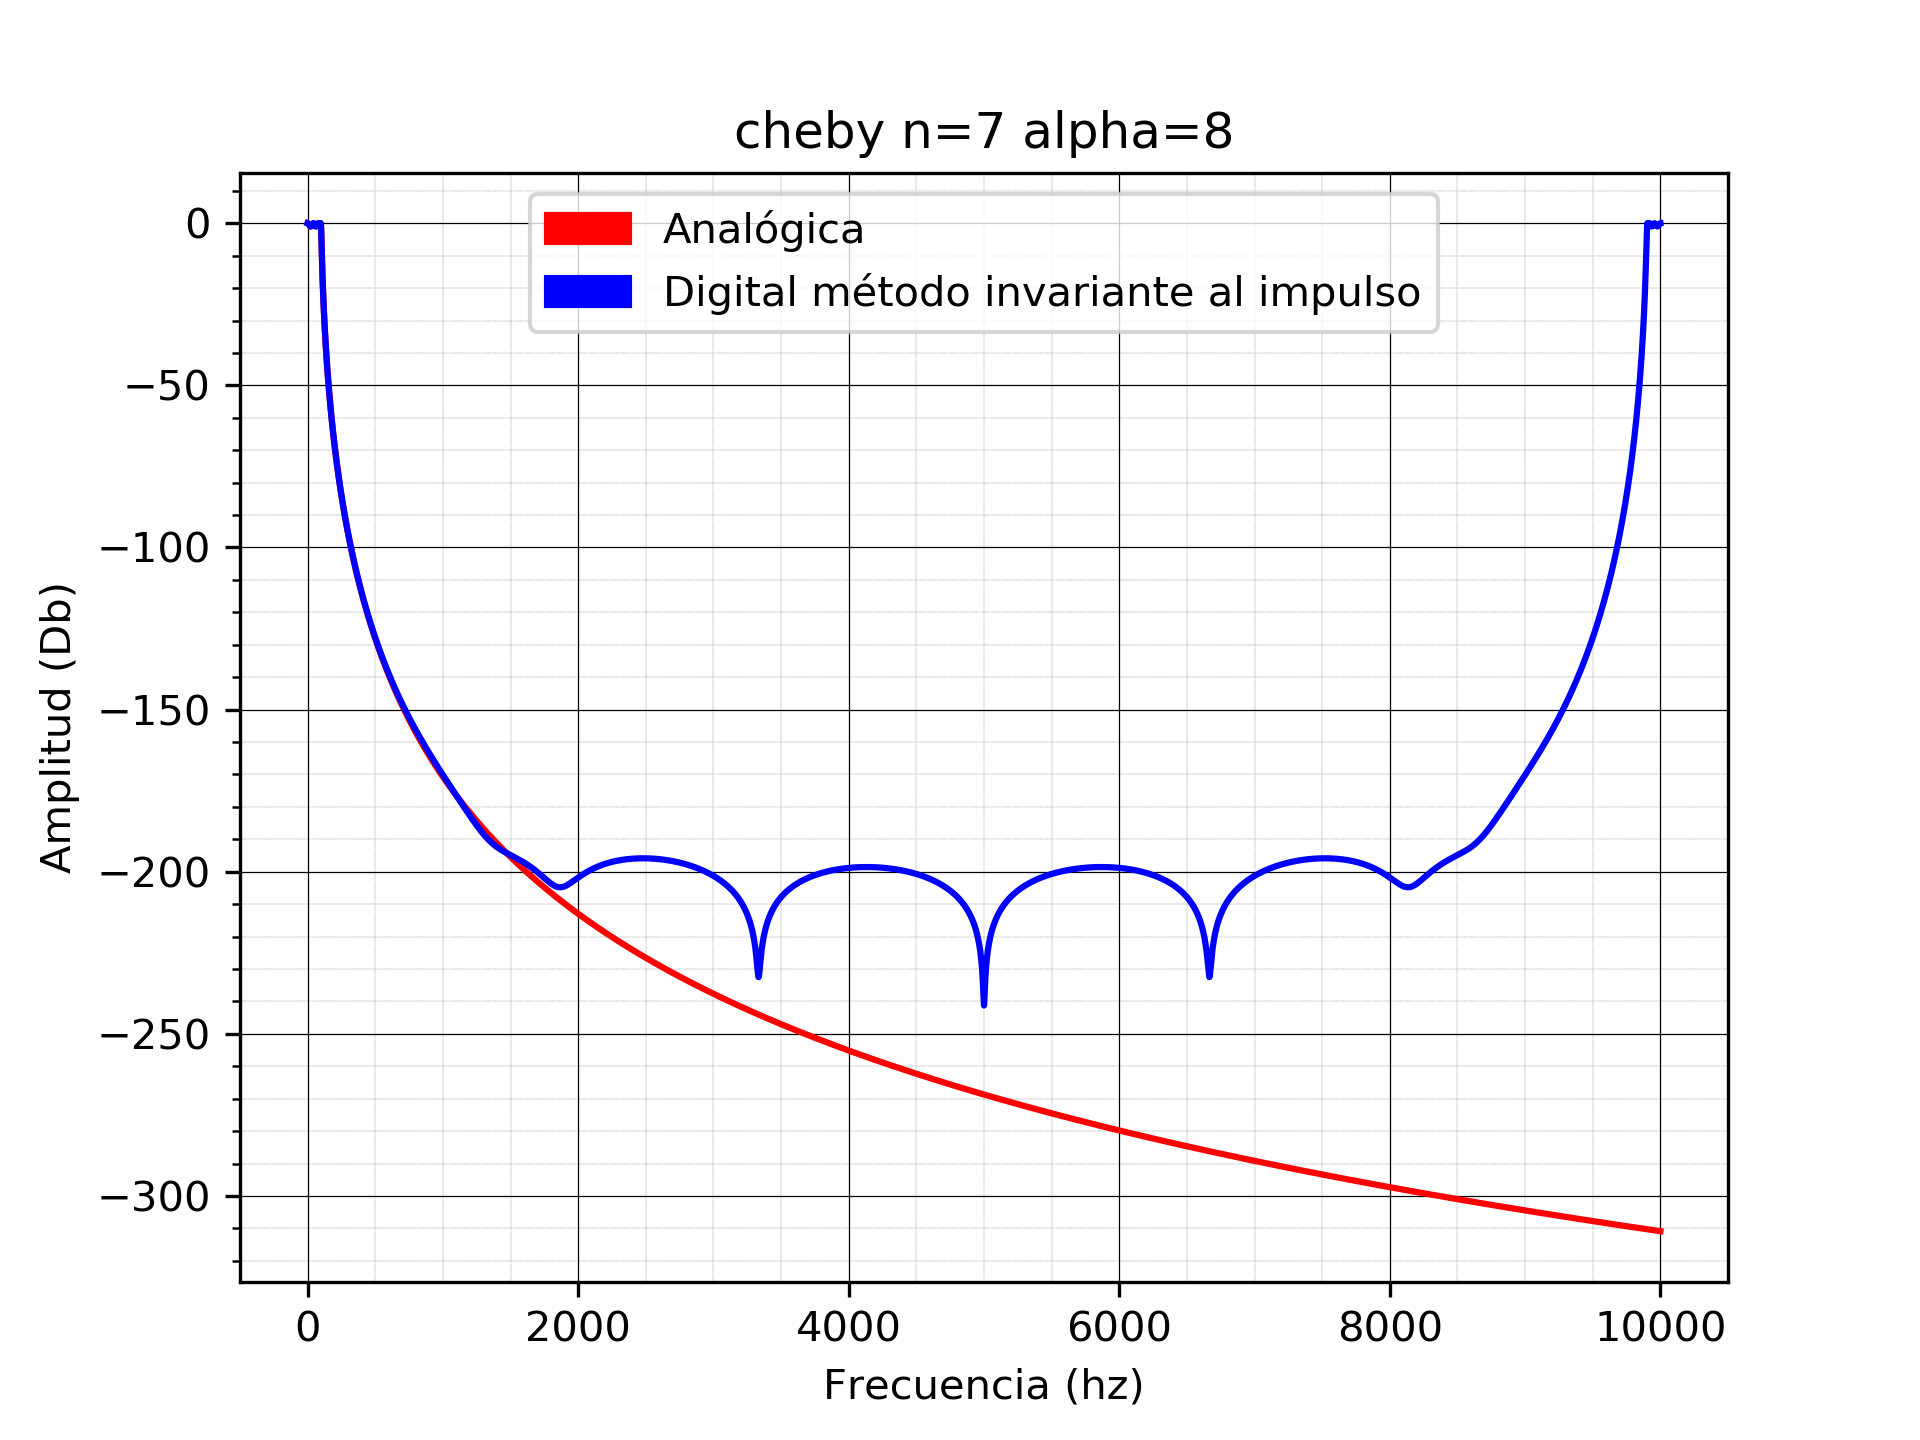 cheby n=7 alpha=8
Analógica
Digital método invariante al impulso
Amplitud (Db)
0
−50
−100
−150
−200
−250
−300
0 2000 4000 6000 8000 10000
Frecuencia (hz)